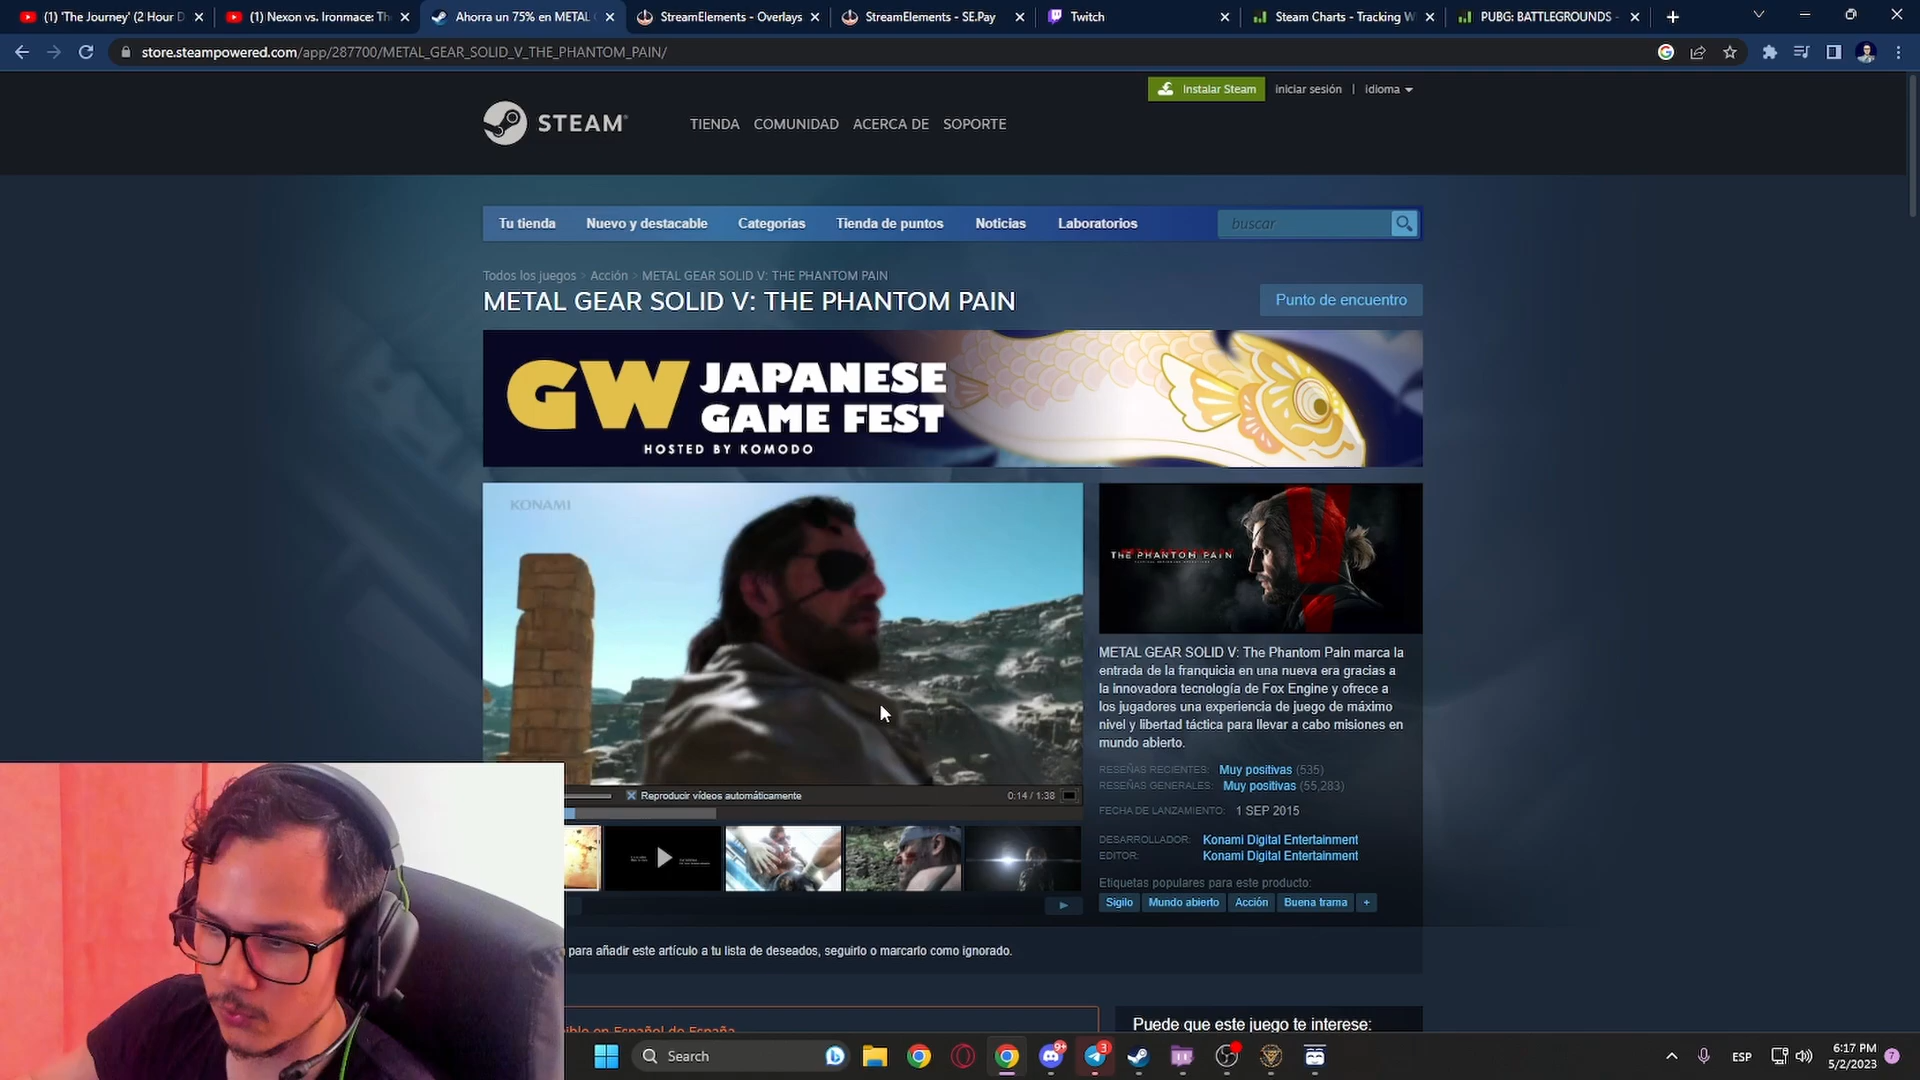 (1) 'The Journey' (2 Hour D
(1) Nexon vs. Ironmace: Th
Ahorra un 75% en METAL
StreamElements - Overlays
StreamElements - SE.Pay
Twitch
Steam Charts - Tracking W
PUBG: BATTLEGROUNDS -
store.steampowered.com/app/287700/METAL_GEAR_SOLID_V_THE_PHANTOM_PAIN/
Instalar Steam
iniciar sesión | idioma
STEAM
TIENDA COMUNIDAD ACERCA DE SOPORTE
Tu tienda Nuevo y destacable Categorías Tienda de puntos Noticias Laboratorios buscar
Todos los juegos > Acción > METAL GEAR SOLID V: THE PHANTOM PAIN
METAL GEAR SOLID V: THE PHANTOM PAIN
Punto de encuentro
GW JAPANESE
GAME FEST
HOSTED BY KOMODO
KONAMI
THE PHANTOM PAIN
METAL GEAR SOLID V: The Phantom Pain marca la
entrada de la franquicia en una nueva era gracias a
la innovadora tecnología de Fox Engine y ofrece a
los jugadores una experiencia de juego de máximo
nivel y libertad táctica para llevar a cabo misiones en
mundo abierto.
RESEÑAS RECIENTES: Muy positivas (535)
RESEÑAS GENERALES: Muy positivas (55,283)
FECHA DE LANZAMIENTO: 1 SEP 2015
DESARROLLADOR: Konami Digital Entertainment
EDITOR: Konami Digital Entertainment
Etiquetas populares para este producto:
Sigilo Mundo abierto Acción Buena trama +
Reproducir vídeos automáticamente
0:14 / 1:38
para añadir este artículo a tu lista de deseados, seguirlo o marcarlo como ignorado.
ible en Español de España
Puede que este juego te interese:
Search
9+
3
ESP
6:17 PM
5/2/2023
7